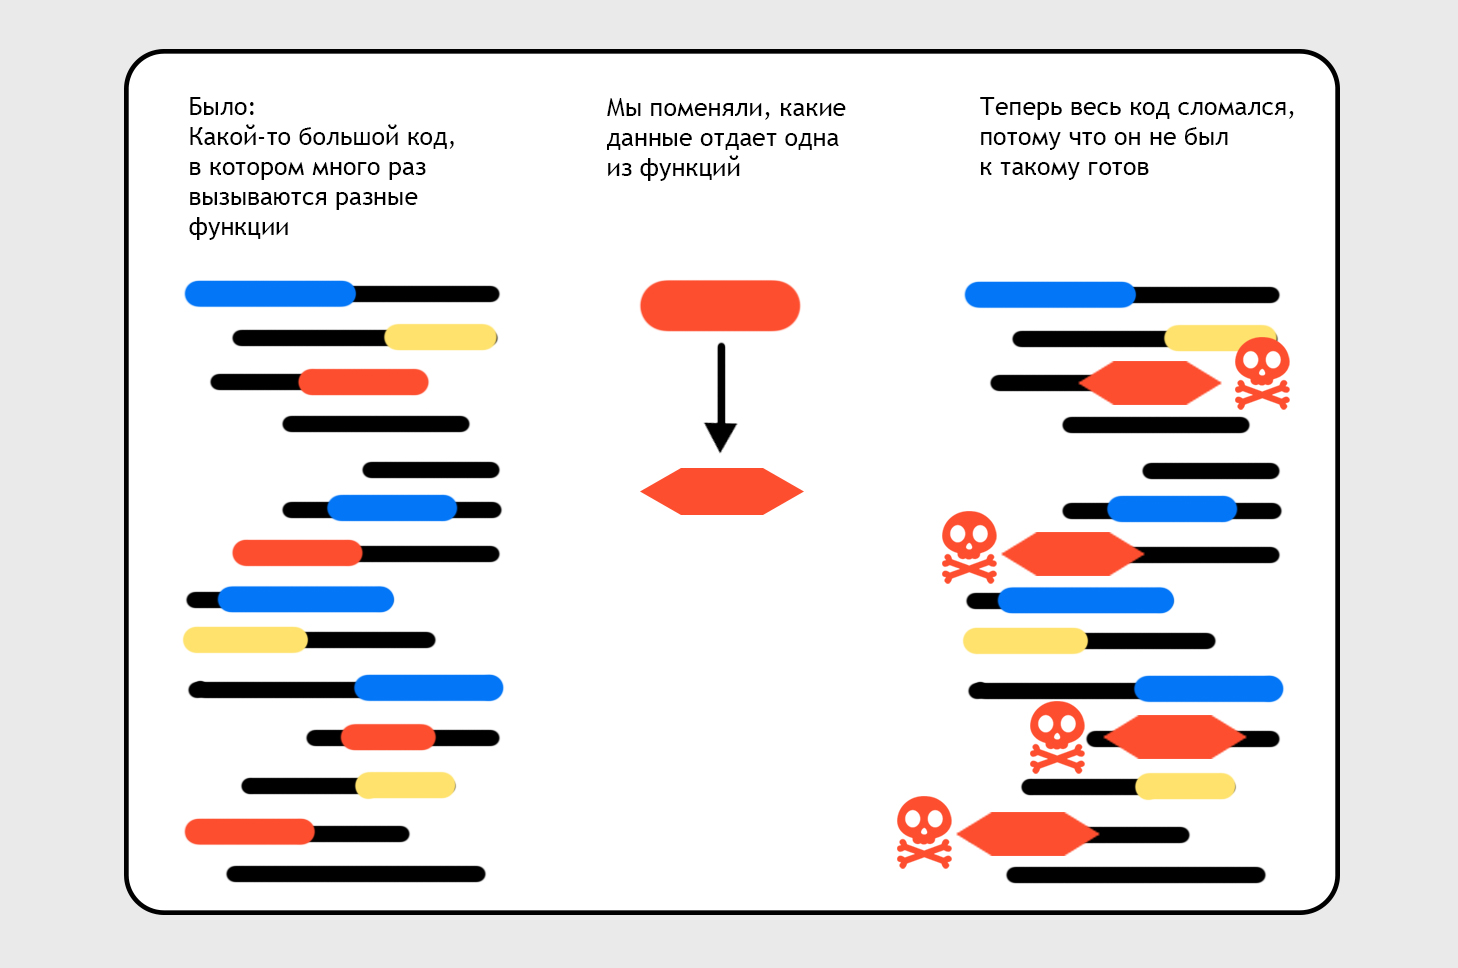 Было:
Какой-то большой код,
в котором много раз
вызываются разные
функции
Мы поменяли, какие
данные отдает одна
из функций
Теперь весь код сломался,
потому что он не был
к такому готов